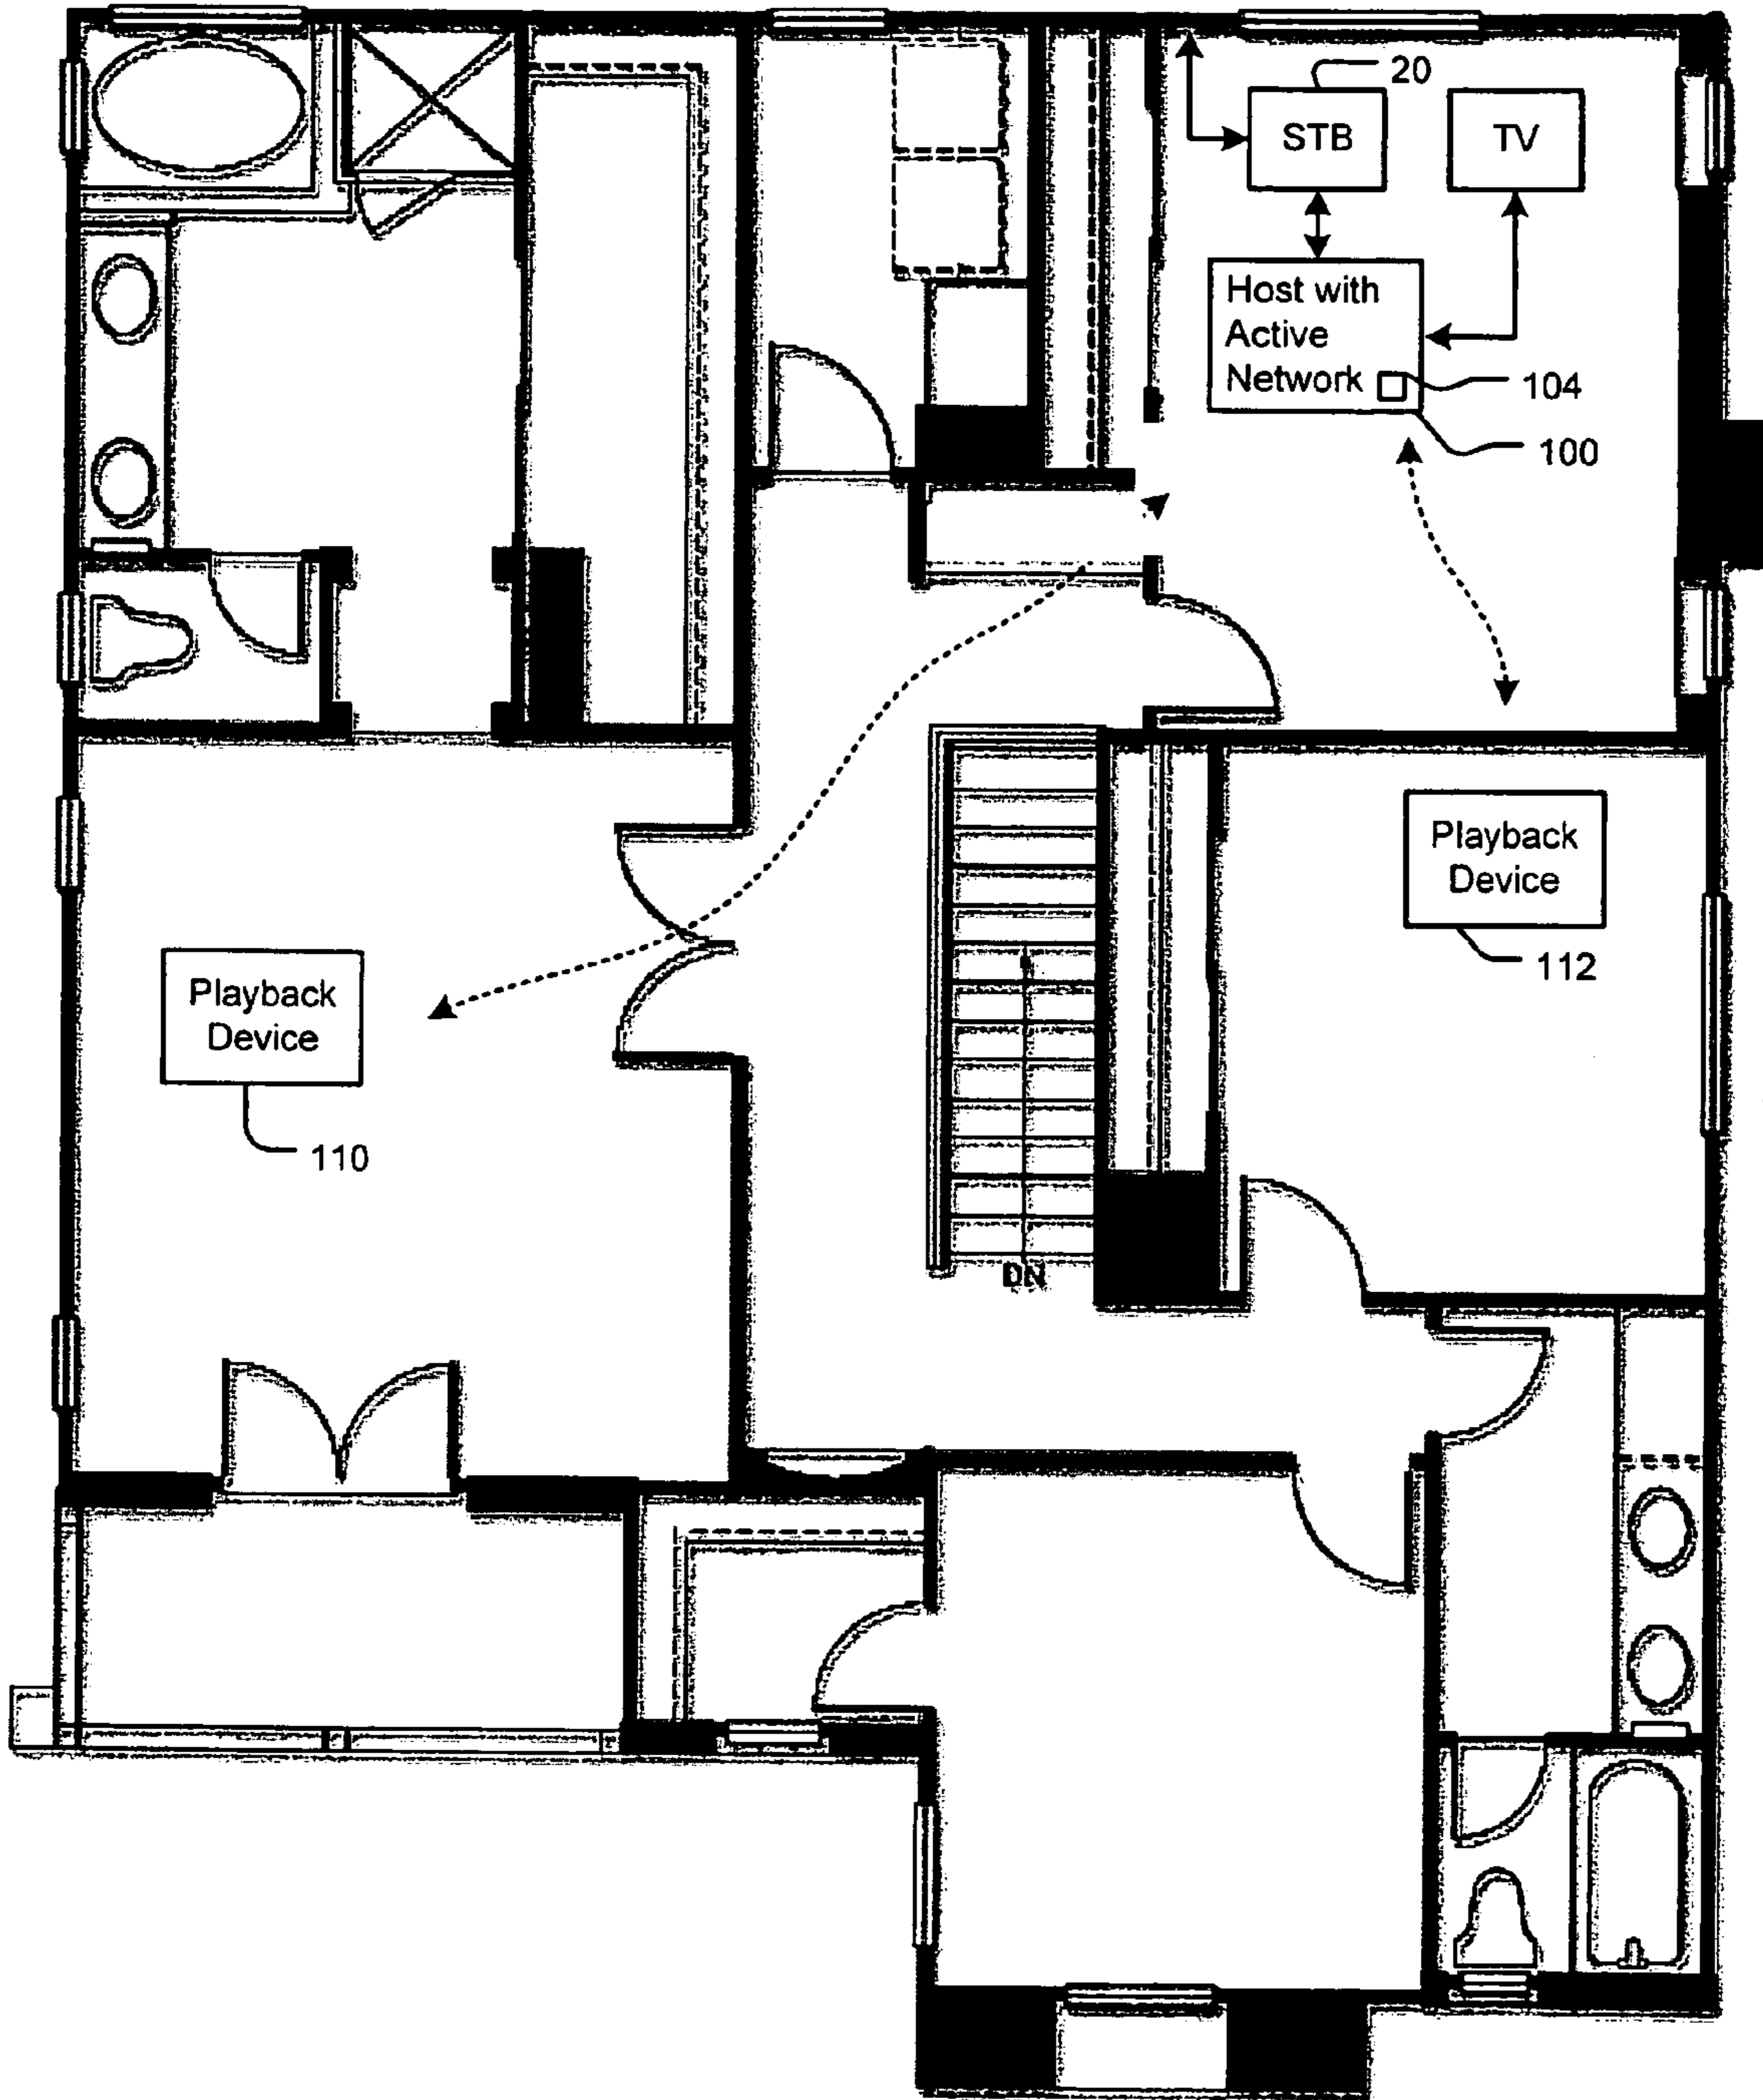 20
STB
TV
Host with
Active
Network
104
100
Playback
Device
112
Playback
Device
110
DN